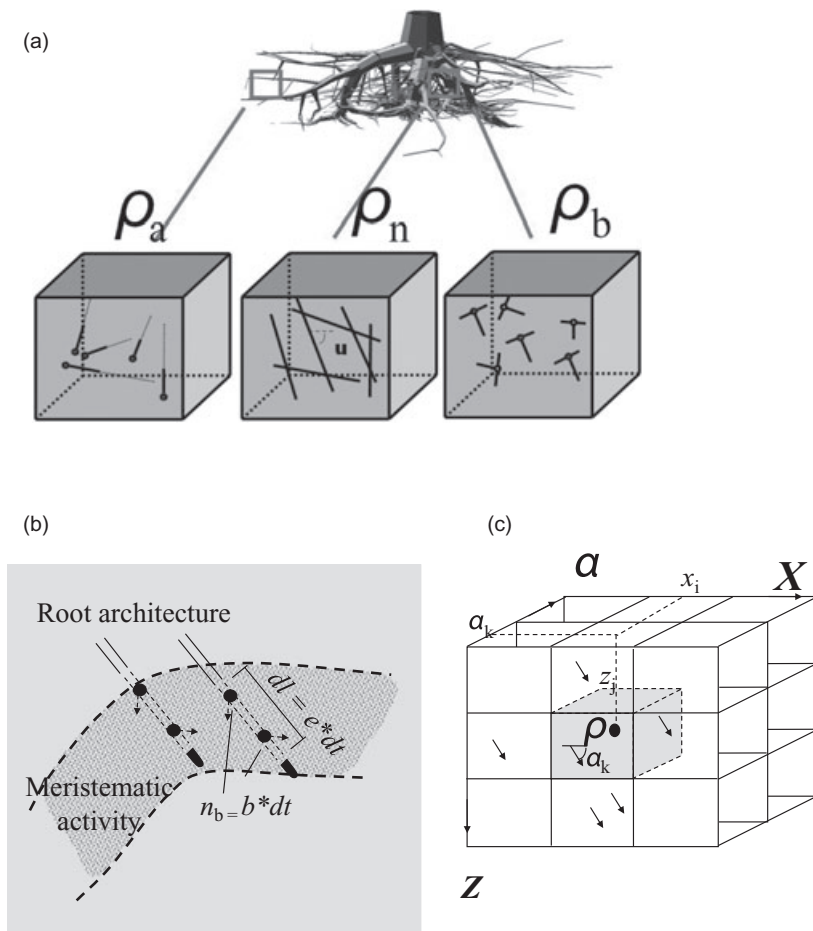 (a)
ρa ρn ρb
u
(b)
Root architecture
dl = e*dt
Meristematic
activity
nb = b*dt
(c)
α
xi X
αk
zj
ρ
αk
Z